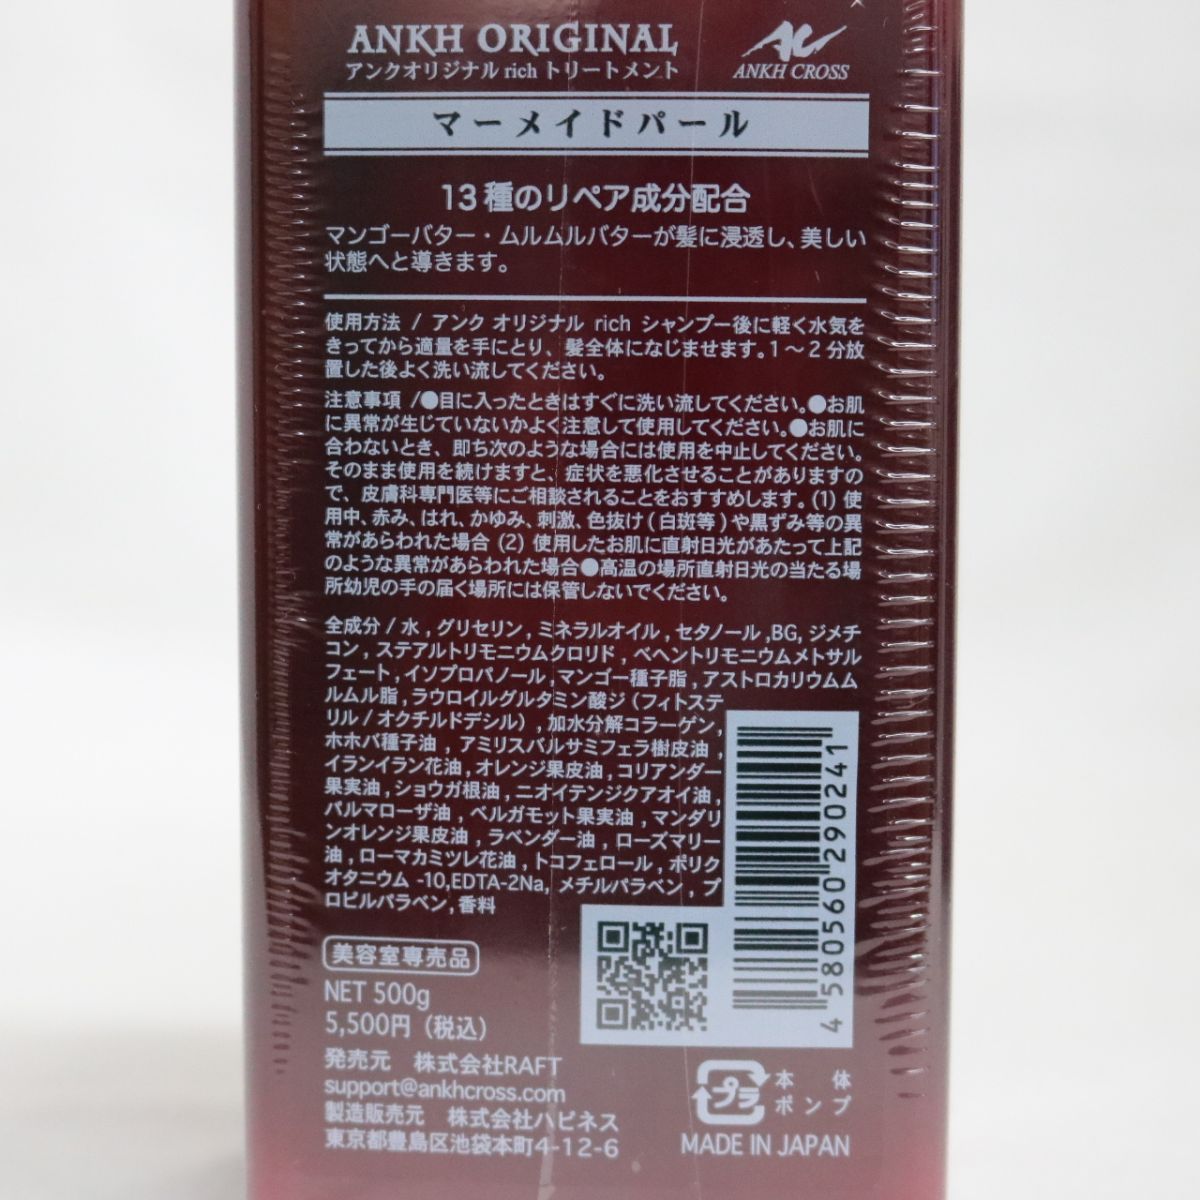 ANKH ORIGINAL
アンクオリジナル rich トリートメント
ANKH CROSS
マーメイドパール
13種のリペア成分配合
マンゴーバター・ムルムルバターが髪に浸透し、美しい
状態へと導きます。
使用方法 / アンク オリジナル rich シャンプー後に軽く水気を
きってから適量を手にとり、髪全体になじませます。1～2分放
置した後よく洗い流してください。
注意事項 /●目に入ったときはすぐに洗い流してください。●お肌
に異常が生じていないかよく注意して使用してください。●お肌に
合わないとき、即ち次のような場合には使用を中止してください。
そのまま使用を続けますと、症状を悪化させることがありますの
で、皮膚科専門医等にご相談されることをおすすめします。(1) 使
用中、赤み、はれ、かゆみ、刺激、色抜け(白斑等)や黒ずみ等の異
常があらわれた場合 (2) 使用したお肌に直射日光があたって上記
のような異常があらわれた場合●高温の場所直射日光の当たる場
所幼児の手の届く場所には保管しないでください。
全成分 / 水 , グリセリン , ミネラルオイル , セタノール ,BG, ジメチ
コン , ステアルトリモニウムクロリド , ベヘントリモニウムメトサル
フェート , イソプロパノール , マンゴー種子脂 , アストロカリウムム
ルムル脂 , ラウロイルグルタミン酸ジ（フィトステ
リル / オクチルドデシル）, 加水分解コラーゲン ,
ホホバ種子油 , アミリスバルサミフェラ樹皮油 ,
イランイラン花油 , オレンジ果皮油 , コリアンダー
果実油 , ショウガ根油 , ニオイテンジクアオイ油 ,
パルマローザ油 , ベルガモット果実油 , マンダリ
ンオレンジ果皮油 , ラベンダー油 , ローズマリー
油 , ローマカミツレ花油 , トコフェロール , ポリク
オタニウム -10,EDTA-2Na, メチルパラベン , プ
ロピルパラベン , 香料
4 580560 290241
美容室専売品
NET 500g
5,500円（税込）
発売元 株式会社RAFT
support@ankhcross.com
製造販売元 株式会社ハピネス
東京都豊島区池袋本町4-12-6
プラ
本体
ポンプ
MADE IN JAPAN